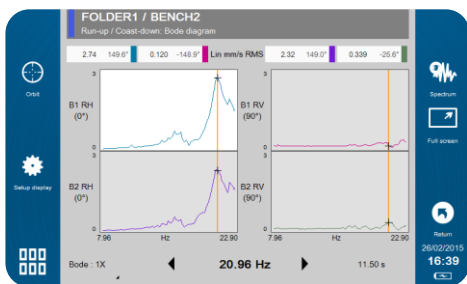 FOLDER1 / BENCH2
Run-up / Coast-down: Bode diagram
2.74 149.6° 0.120 -148.9° Lin mm/s RMS 2.32 149.0° 0.339 -25.6°
Orbit
Spectrum
Full screen
3
3
B1 RH
(0°)
B1 RV
(90°)
0
0
3
3
Setup display
B2 RH
(0°)
B2 RV
(90°)
0
0
7.96 Hz 22.90
7.96 Hz 22.90
Return
Bode : 1X
20.96 Hz
11.50 s
26/02/2015
16:39